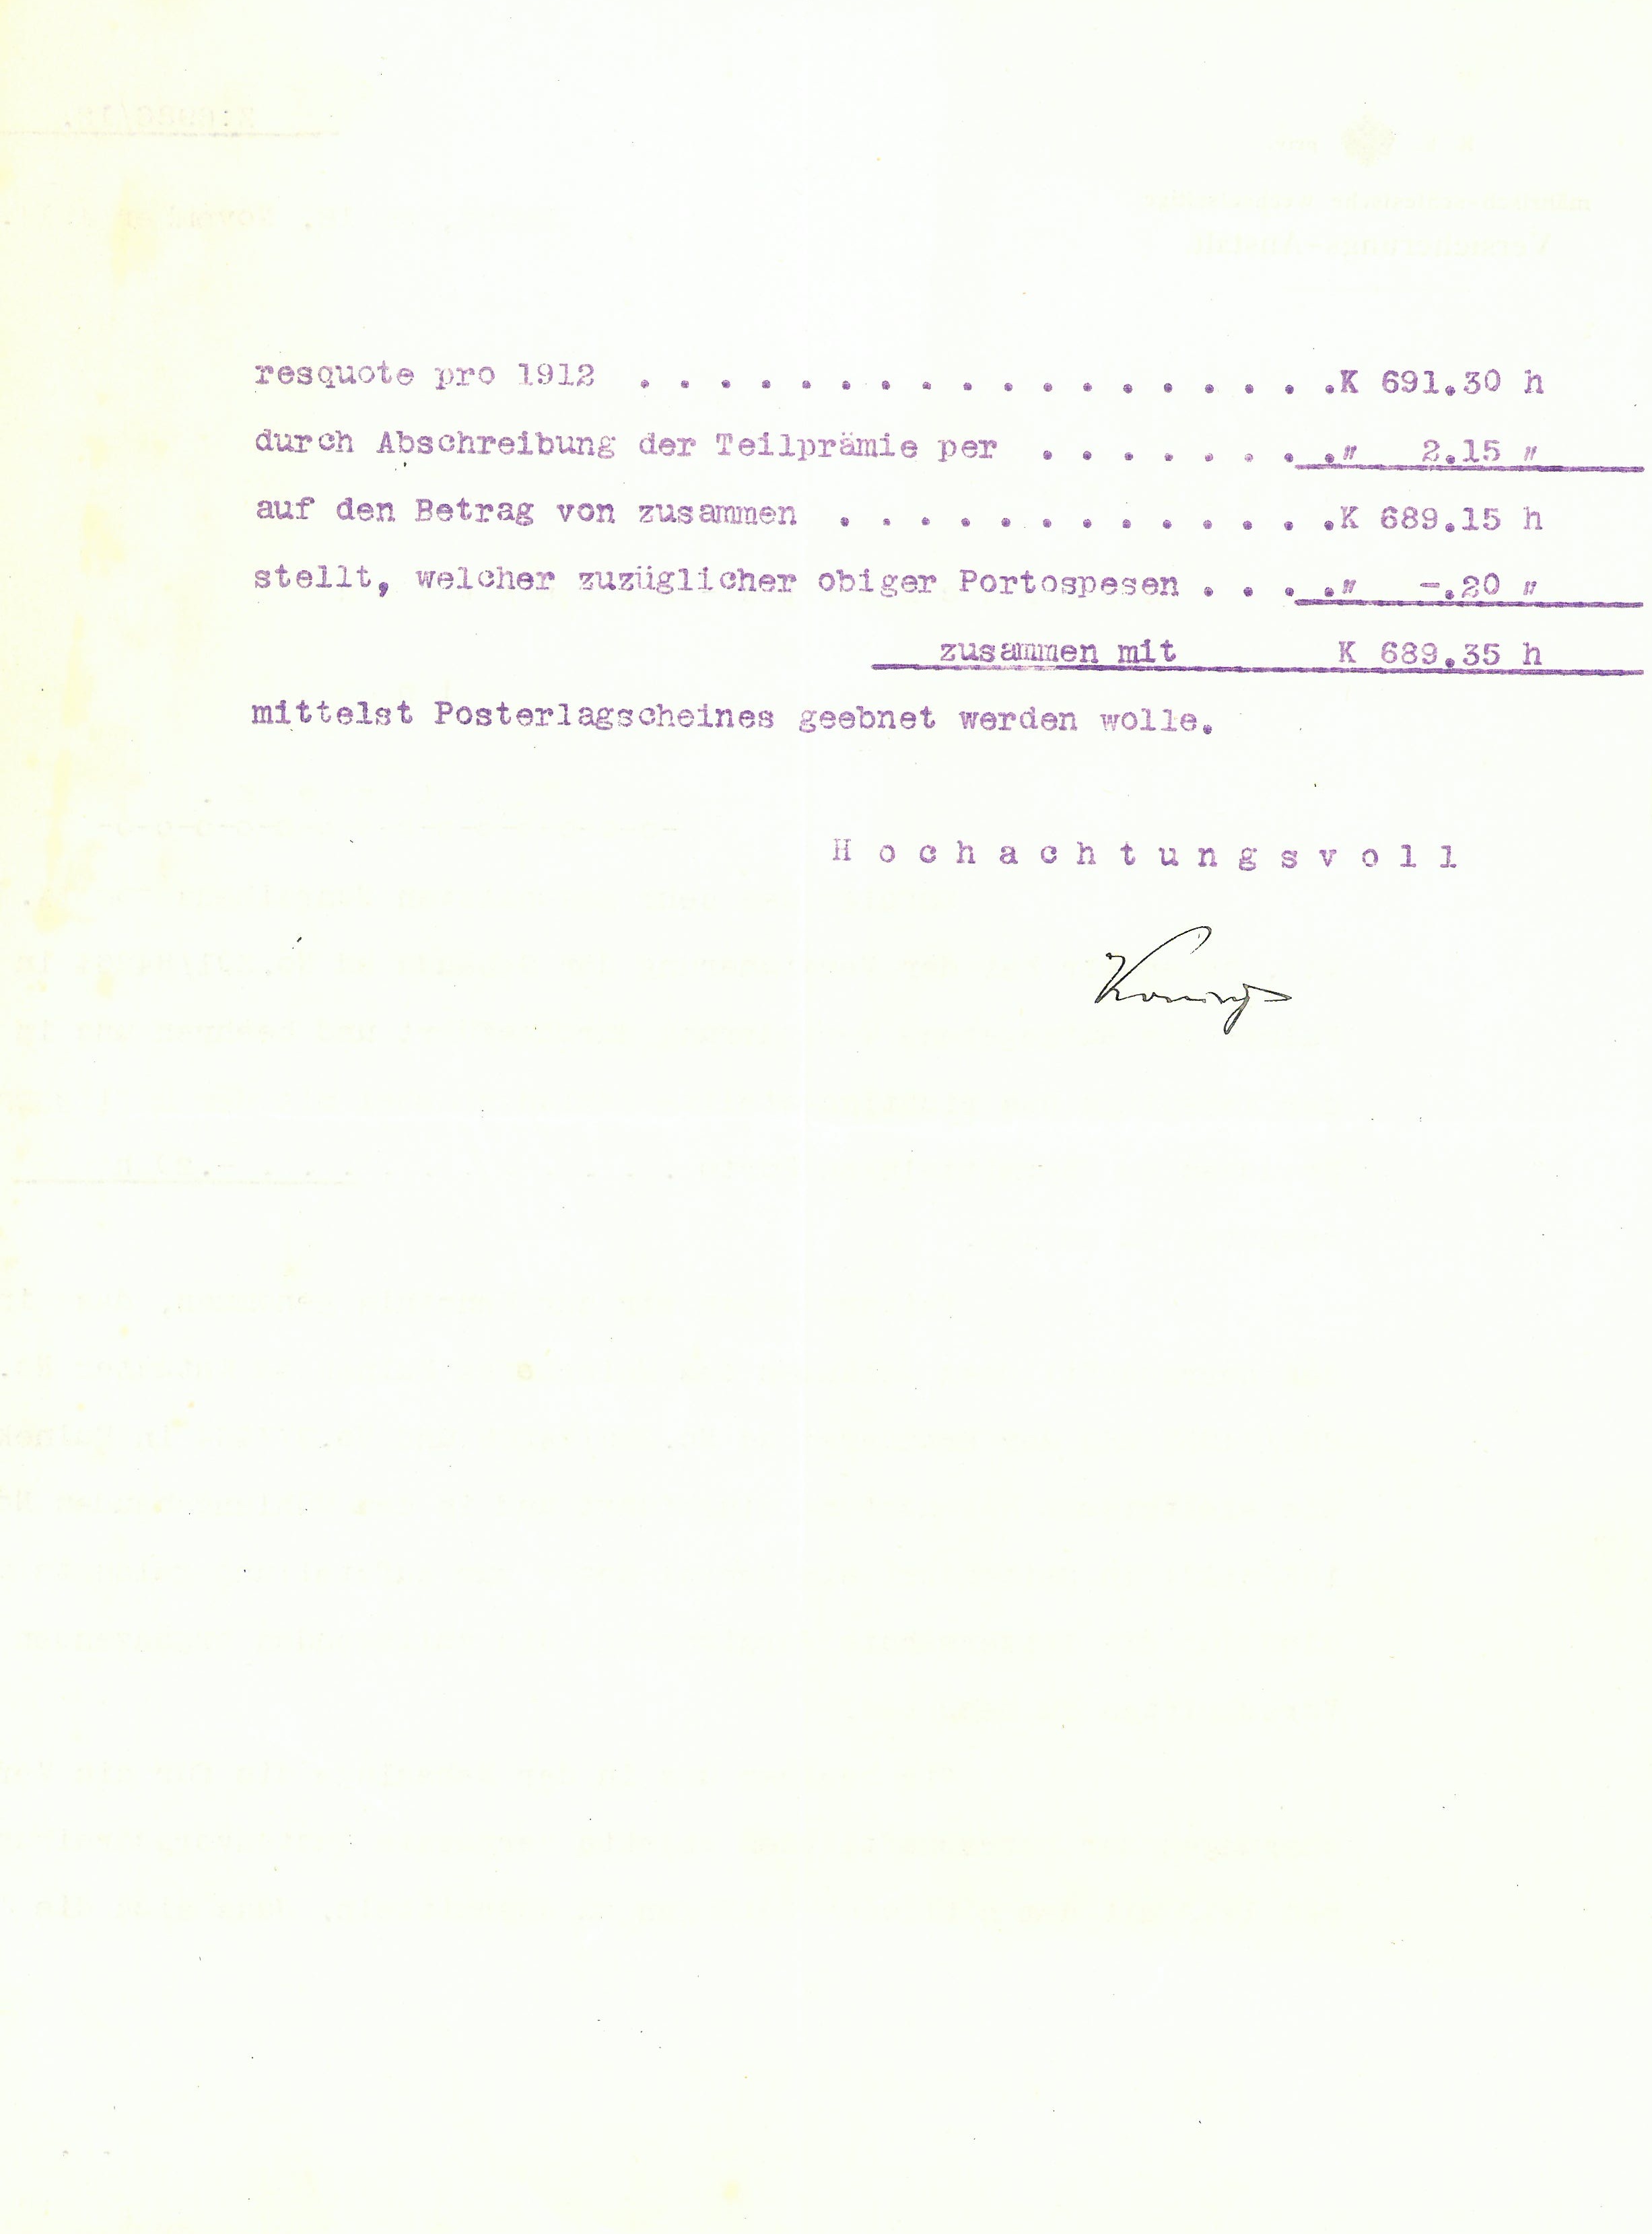 resquote pro 1912 . . . . . . . . . . . . . . . . . .K 691.30 h
durch Abschreibung der Teilprämie per . . . . . . . ." 2.15 "
auf den Betrag von zusammen . . . . . . . . . . . . .K 689.15 h
stellt, welcher zuzüglicher obiger Portospesen . . . ." -.20 "
zusammen mit K 689.35 h
mittelst Posterlagscheines geebnet werden wolle.
H o c h a c h t u n g s v o l l